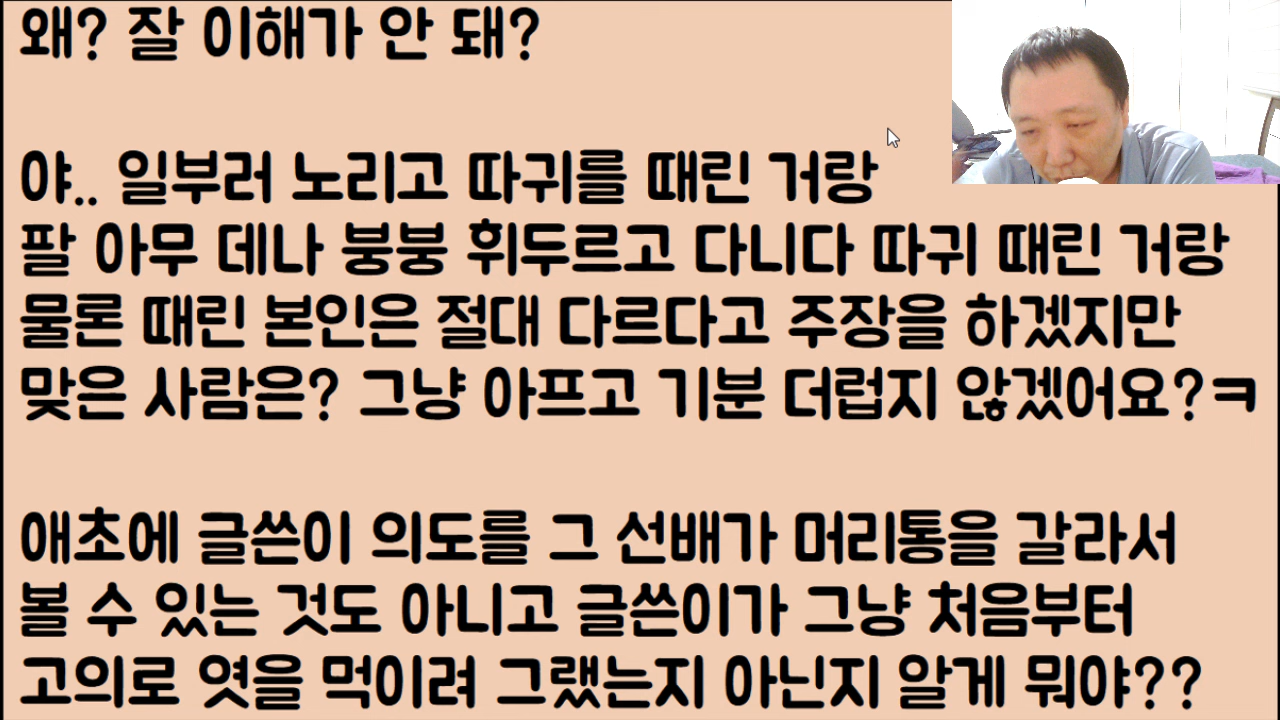 왜? 잘 이해가 안 돼?
야.. 일부러 노리고 따귀를 때린 거랑
팔 아무 데나 붕붕 휘두르고 다니다 따귀 때린 거랑
물론 때린 본인은 절대 다르다고 주장을 하겠지만
맞은 사람은? 그냥 아프고 기분 더럽지 않겠어요?ㅋ
애초에 글쓴이 의도를 그 선배가 머리통을 갈라서
볼 수 있는 것도 아니고 글쓴이가 그냥 처음부터
고의로 엿을 먹이려 그랬는지 아닌지 알게 뭐야??